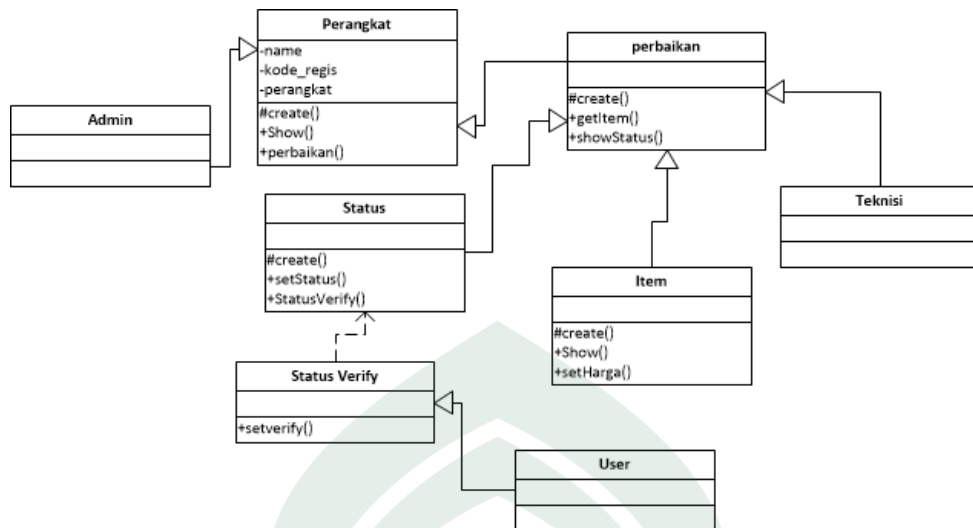 Perangkat
-name
-kode_regis
-perangkat
#create()
+Show()
+perbaikan()
perbaikan
#create()
+getItem()
+showStatus()
Admin
Teknisi
Status
#create()
+setStatus()
+StatusVerify()
Item
#create()
+Show()
+setHarga()
Status Verify
+setverify()
User